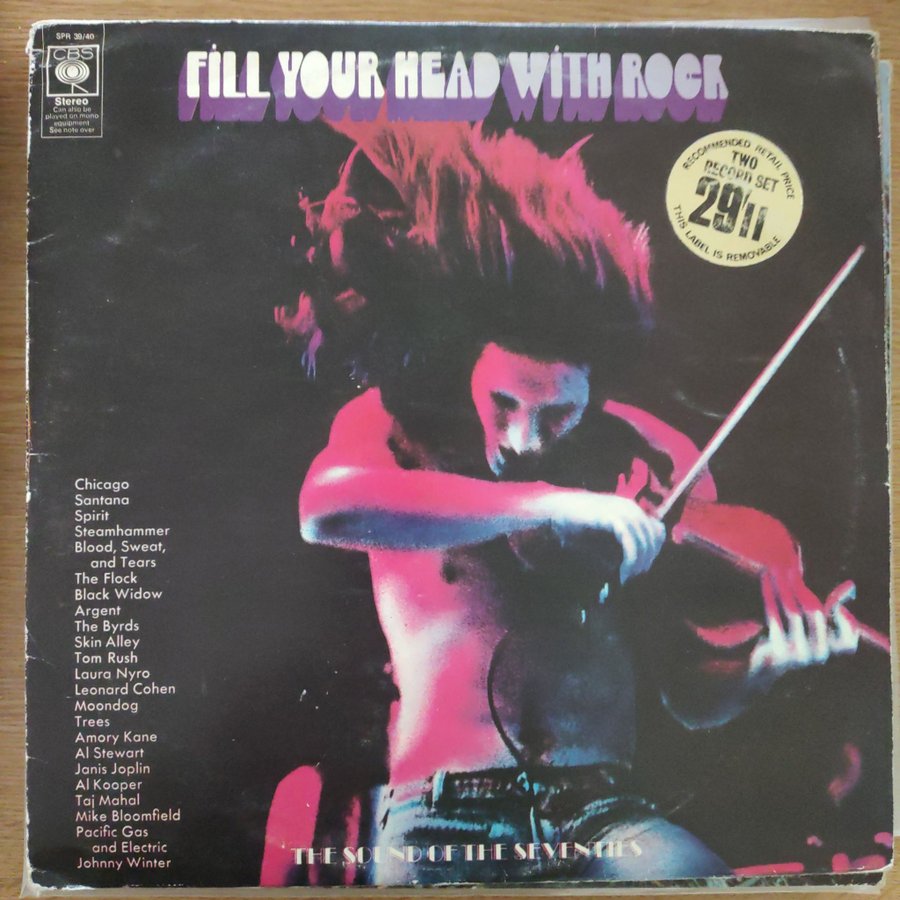 SPR 39/40
CBS
Stereo
Can also be
played on mono
equipment
See note over
FiLL YOUR HEAD WiTH ROCK
RECOMMENDED RETAIL PRICE
TWO
RECORD SET
29'11
THIS LABEL IS REMOVABLE
Chicago
Santana
Spirit
Steamhammer
Blood, Sweat,
and Tears
The Flock
Black Widow
Argent
The Byrds
Skin Alley
Tom Rush
Laura Nyro
Leonard Cohen
Moondog
Trees
Amory Kane
Al Stewart
Janis Joplin
Al Kooper
Taj Mahal
Mike Bloomfield
Pacific Gas
and Electric
Johnny Winter
THE SOUND OF THE SEVENTIES